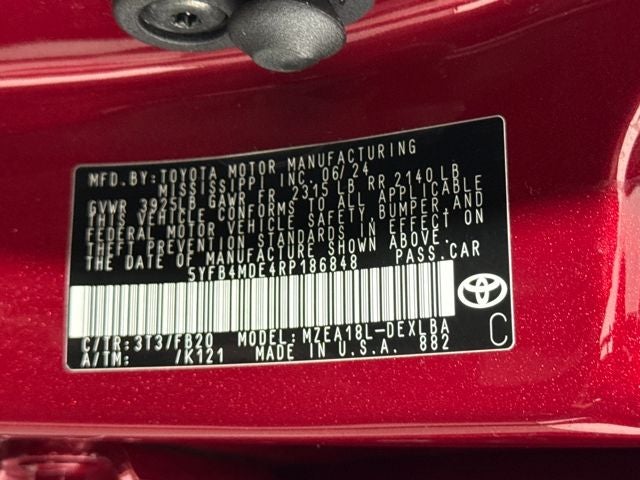 MFD.BY: TOYOTA MOTOR MANUFACTURING
MISSISSIPPI INC. 06/24
GVWR 3925LB GAWR FR. 2315 LB RR 2140 LB
THIS VEHICLE CONFORMS TO ALL APPLICABLE
FEDERAL MOTOR VEHICLE SAFETY, BUMPER, AND
THEFT PREVENTION STANDARDS IN EFFECT ON
THE DATE OF MANUFACTURE SHOWN ABOVE.
5YFB4MDE4RP186848 PASS.CAR
C/TR: 3T37/FB20 MODEL: MZEA18L-DEXLBA
A/TM: /K121 MADE IN U.S.A. 882
C